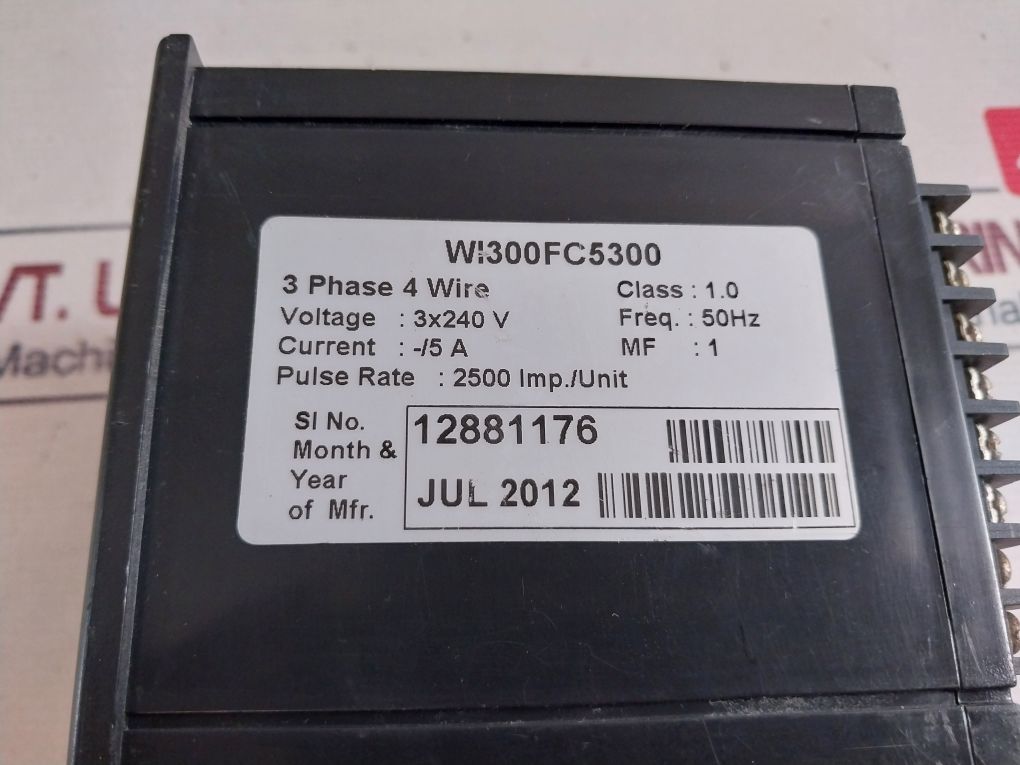 WI300FC5300
3 Phase 4 Wire Class : 1.0
Voltage : 3x240 V Freq. : 50Hz
Current : -/5 A MF : 1
Pulse Rate : 2500 Imp./Unit
Sl No. 12881176
Month &
Year JUL 2012
of Mfr.